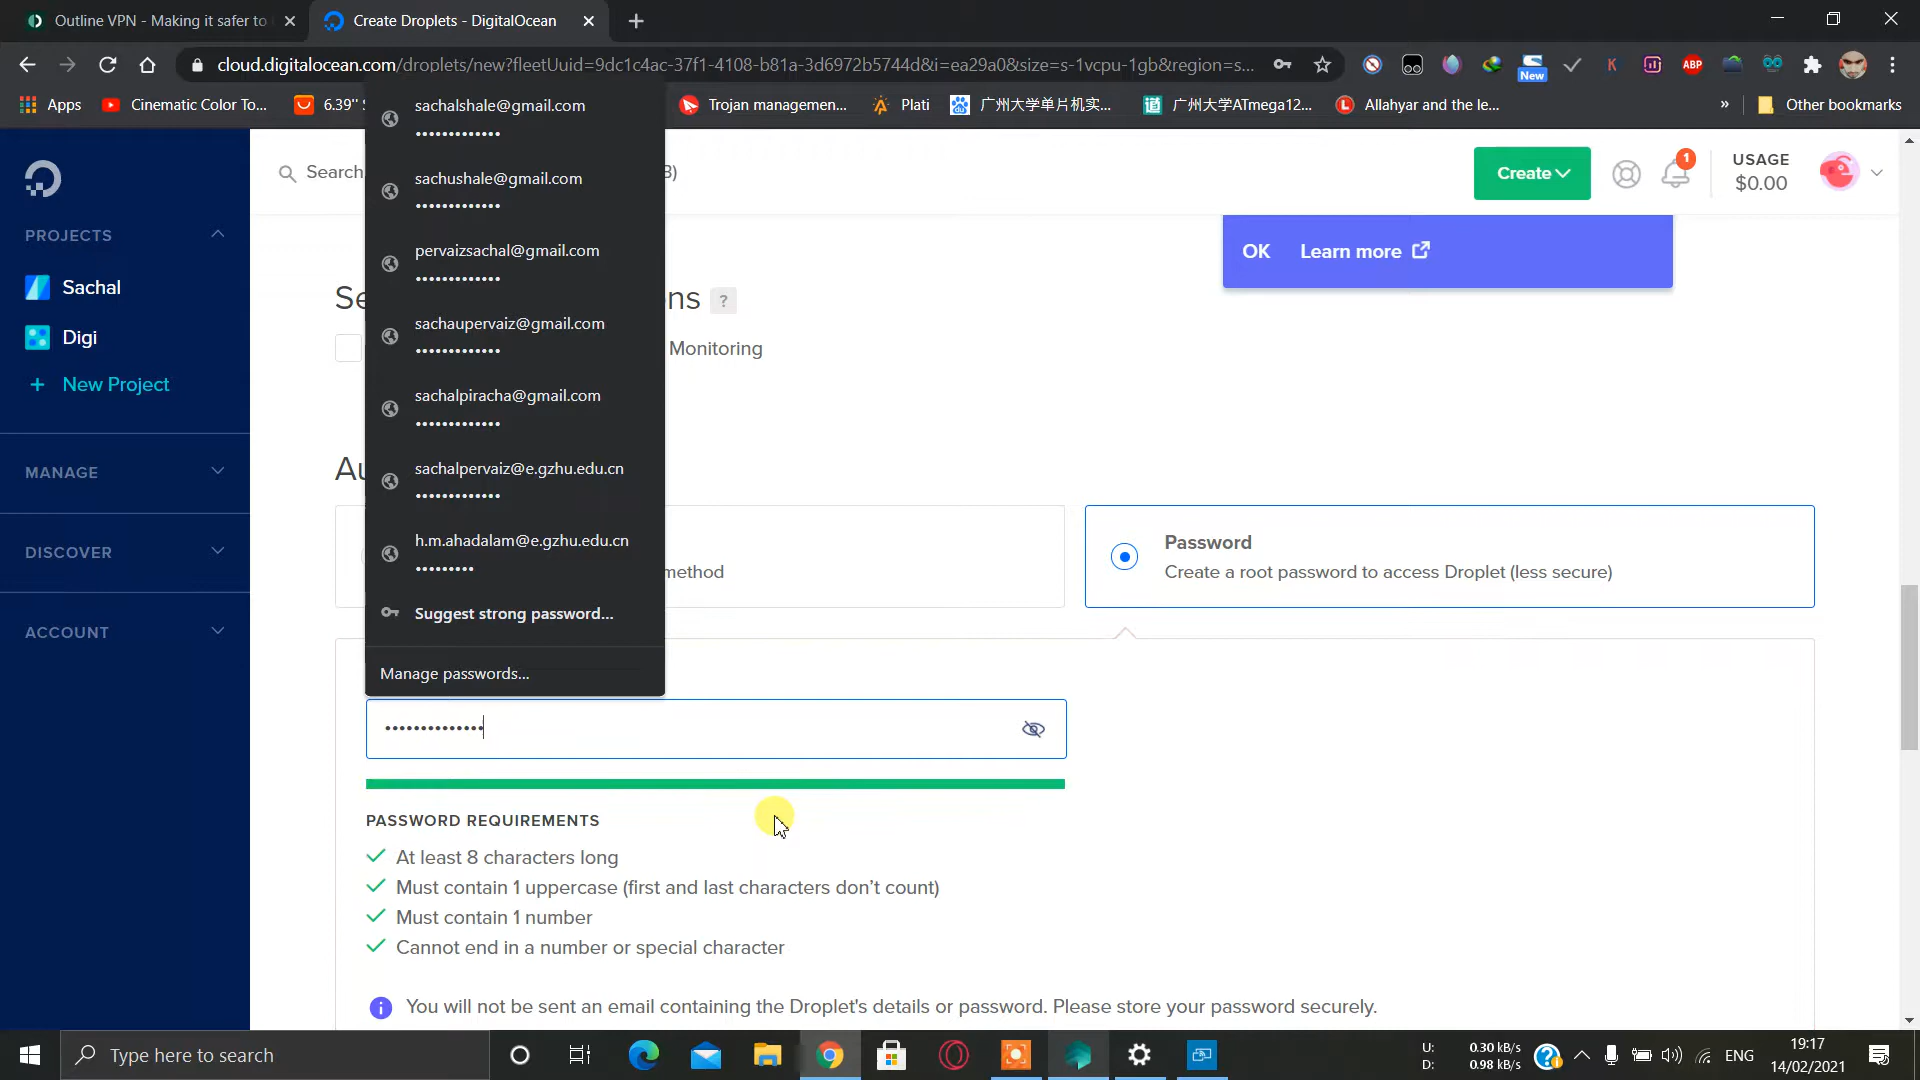 Outline VPN - Making it safer to
Create Droplets - DigitalOcean
cloud.digitalocean.com/droplets/new?fleetUuid=9dc1c4ac-37f1-4108-b81a-3d6972b5744d&i=ea29a0&size=s-1vcpu-1gb&region=s...
New
ABP
Apps
Cinematic Color To...
6.39"
Trojan managemen...
Plati
广州大学单片机实...
广州大学ATmega12...
Allahyar and the le...
»
Other bookmarks
sachalshale@gmail.com
•••••••••••••
sachushale@gmail.com
•••••••••••••
pervaizsachal@gmail.com
•••••••••••••
sachaupervaiz@gmail.com
•••••••••••••
sachalpiracha@gmail.com
•••••••••••••
sachalpervaiz@e.gzhu.edu.cn
•••••••••••••
h.m.ahadalam@e.gzhu.edu.cn
•••••••••
Suggest strong password...
Manage passwords...
PROJECTS
Sachal
Digi
+ New Project
MANAGE
DISCOVER
ACCOUNT
Search
Create
1
USAGE
$0.00
OK Learn more
Se
ns ?
Monitoring
Au
method
Password
Create a root password to access Droplet (less secure)
••••••••••••••
PASSWORD REQUIREMENTS
At least 8 characters long
Must contain 1 uppercase (first and last characters don’t count)
Must contain 1 number
Cannot end in a number or special character
You will not be sent an email containing the Droplet's details or password. Please store your password securely.
Type here to search
U: 0.30 kB/s
D: 0.98 kB/s
ENG
19:17
14/02/2021